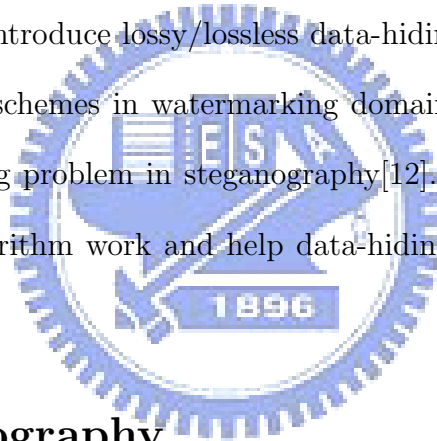 ntroduce lossy/lossless data-hidin
schemes in watermarking domain
g problem in steganography[12].
E S A
rithm work and help data-hiding
1896
ography